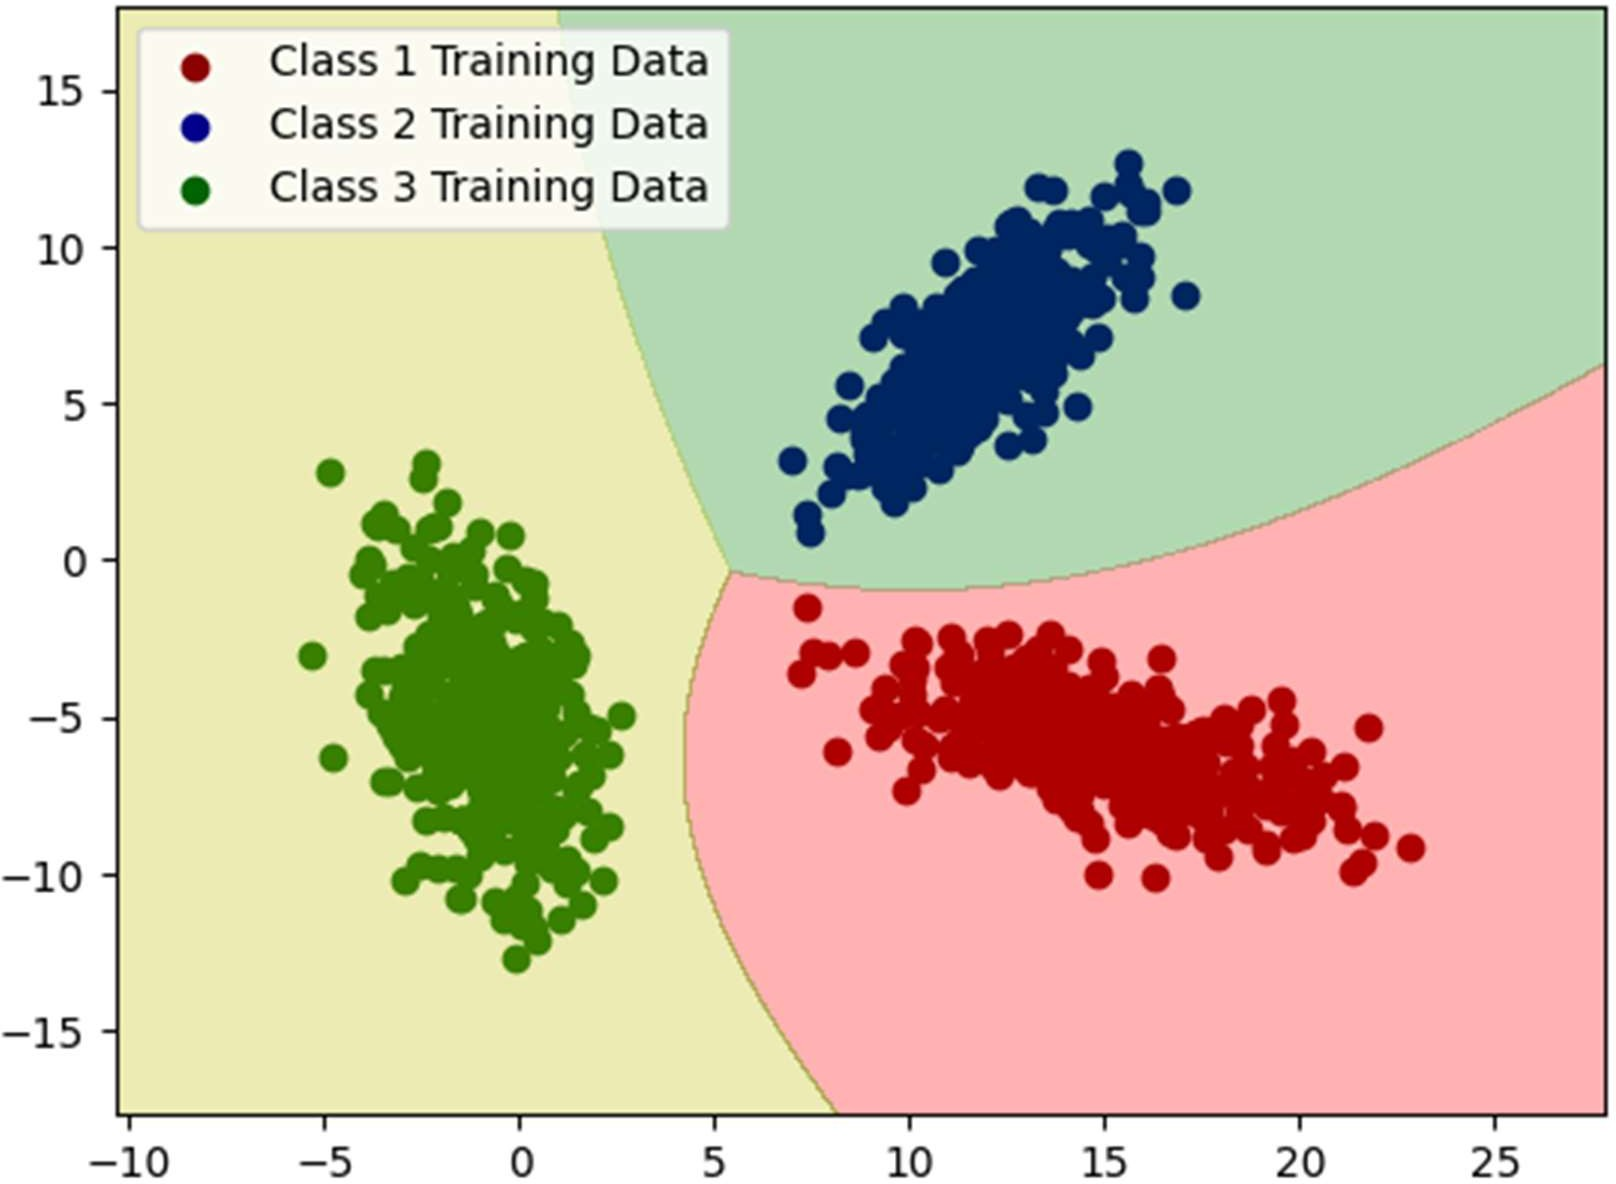 Class 1 Training Data
Class 2 Training Data
Class 3 Training Data
15
10
5
0
−5
−10
−15
−10 −5 0 5 10 15 20 25